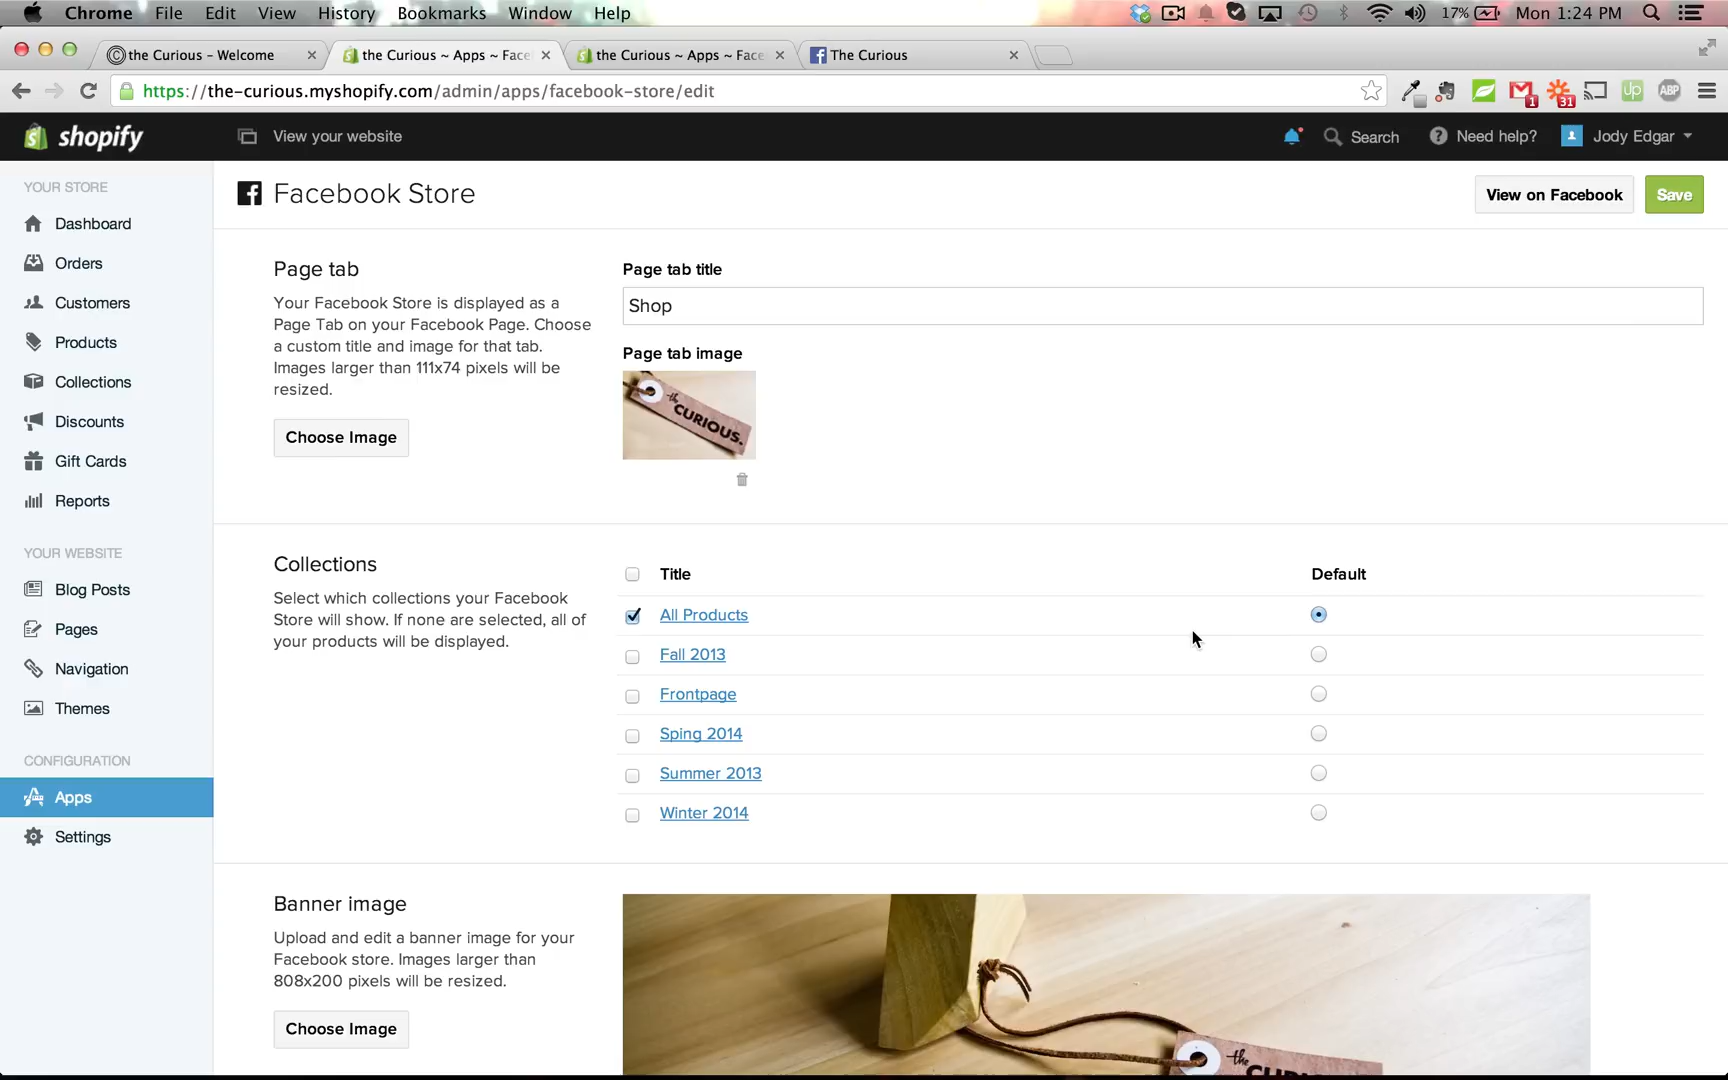 Chrome File Edit View History Bookmarks Window Help 17% Mon 1:24 PM
the Curious - Welcome
the Curious ~ Apps ~ Face
the Curious ~ Apps ~ Face
The Curious
https://the-curious.myshopify.com/admin/apps/facebook-store/edit
1
31
Up
ABP
shopify
View your website
Search
Need help?
Jody Edgar
YOUR STORE
Dashboard
Orders
Customers
Products
Collections
Discounts
Gift Cards
Reports
YOUR WEBSITE
Blog Posts
Pages
Navigation
Themes
CONFIGURATION
Apps
Settings
Facebook Store
View on Facebook
Save
Page tab
Your Facebook Store is displayed as a
Page Tab on your Facebook Page. Choose
a custom title and image for that tab.
Images larger than 111x74 pixels will be
resized.
Choose Image
Page tab title
Shop
Page tab image
the
CURIOUS.
Collections
Select which collections your Facebook
Store will show. If none are selected, all of
your products will be displayed.
Title Default
All Products
Fall 2013
Frontpage
Sping 2014
Summer 2013
Winter 2014
Banner image
Upload and edit a banner image for your
Facebook store. Images larger than
808x200 pixels will be resized.
Choose Image
the